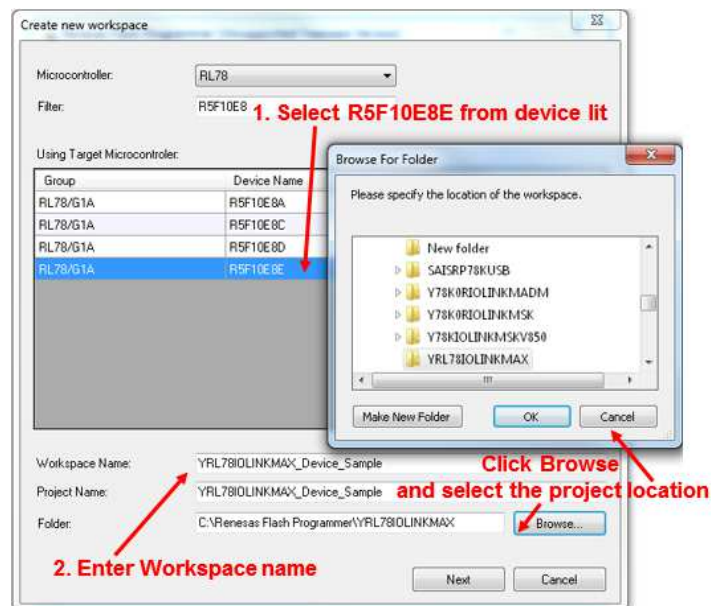 Create new workspace
Microcontroller: RL78
Filter: R5F10E8
1. Select R5F10E8E from device lit
Using Target Microcontroler:
Group Device Name
RL78/G1A R5F10E8A
RL78/G1A R5F10E8C
RL78/G1A R5F10E8D
RL78/G1A R5F10E8E
Browse For Folder
Please specify the location of the workspace.
New folder
SAISRP78KUSB
Y78K0RIOLINKMADM
Y78K0RIOLINKMSK
Y78KIOLINKMSKV850
YRL78IOLINKMAX
Make New Folder OK Cancel
Workspace Name: YRL78IOLINKMAX_Device_Sample
Click Browse
and select the project location
Project Name: YRL78IOLINKMAX_Device_Sample
Folder: C:\Renesas Flash Programmer\YRL78IOLINKMAX Browse...
2. Enter Workspace name
Next Cancel